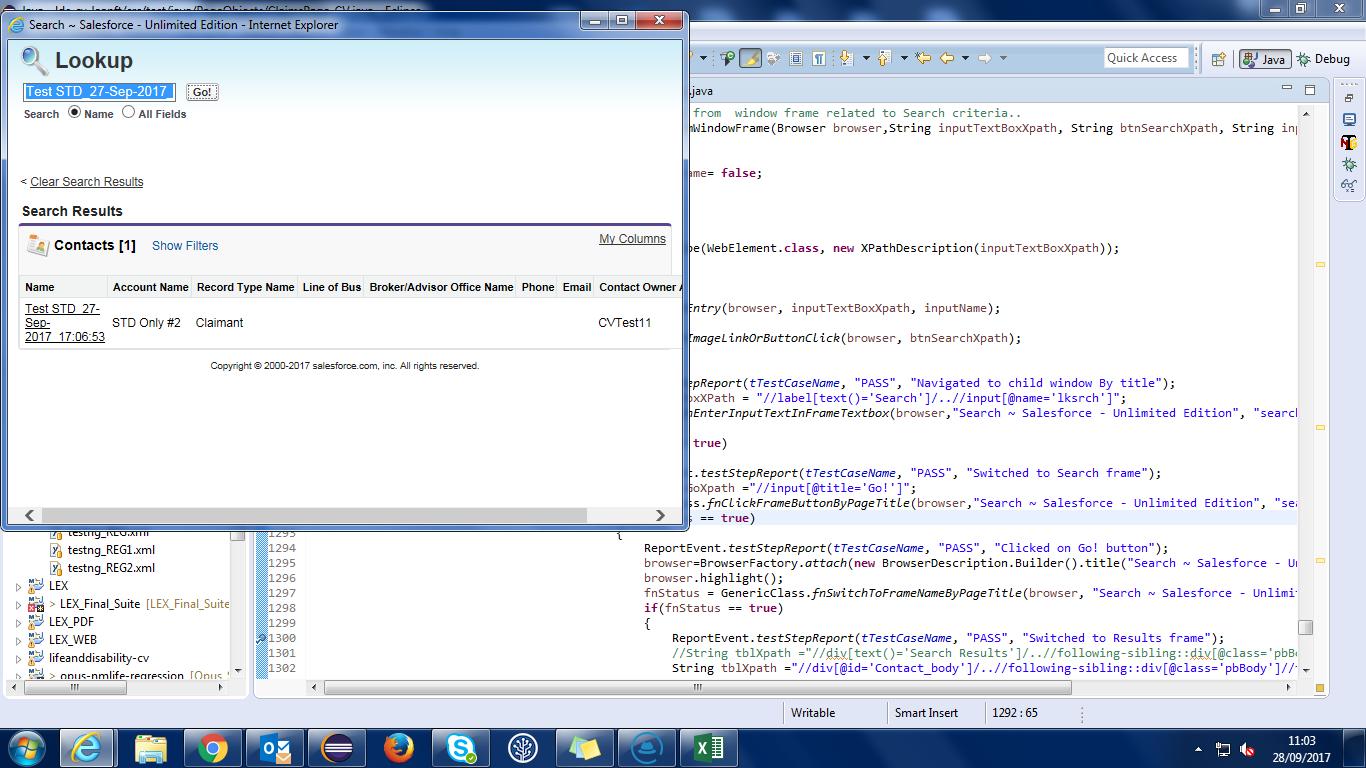 Search ~ Salesforce - Unlimited Edition - Internet Explorer
Lookup
Test STD_27-Sep-2017_
Go!
Search Name All Fields
< Clear Search Results
Search Results
Contacts [1] Show Filters My Columns
Name Account Name Record Type Name Line of Bus Broker/Advisor Office Name Phone Email Contact Owner A
Test STD_27-
Sep-
2017_17:06:53
STD Only #2 Claimant CVTest11
Copyright © 2000-2017 salesforce.com, inc. All rights reserved.
Quick Access Java Debug
.java
from window frame related to Search criteria..
WindowFrame(Browser browser,String inputTextBoxXpath, String btnSearchXpath, String inp
ame= false;
be(WebElement.class, new XPathDescription(inputTextBoxXpath));
Entry(browser, inputTextBoxXpath, inputName);
ImageLinkOrButtonClick(browser, btnSearchXpath);
epReport(tTestCaseName, "PASS", "Navigated to child window By title");
oxXPath = "//label[text()='Search']/..//input[@name='lksrch']";
nEnterInputTextInFrameTextbox(browser,"Search ~ Salesforce - Unlimited Edition", "search
true)
t.testStepReport(tTestCaseName, "PASS", "Switched to Search frame");
GoXpath ="//input[@title='Go!']";
ss.fnClickFrameButtonByPageTitle(browser,"Search ~ Salesforce - Unlimited Edition", "sea
s == true)
1293 {
1294 ReportEvent.testStepReport(tTestCaseName, "PASS", "Clicked on Go! button");
1295 browser=BrowserFactory.attach(new BrowserDescription.Builder().title("Search ~ Salesforce - Un
1296 browser.highlight();
1297 fnStatus = GenericClass.fnSwitchToFrameNameByPageTitle(browser, "Search ~ Salesforce - Unlimit
1298 if(fnStatus == true)
1299 {
1300 ReportEvent.testStepReport(tTestCaseName, "PASS", "Switched to Results frame");
1301 //String tblXpath ="//div[text()='Search Results']/..//following-sibling::div[@class='pbBo
1302 String tblXpath ="//div[@id='Contact_body']/..//following-sibling::div[@class='pbBody']//t
testng_REG.xml
testng_REG1.xml
testng_REG2.xml
LEX
> LEX_Final_Suite [LEX_Final_Suite
LEX_PDF
LEX_WEB
lifeanddisability-cv
> opus-nmlife-regression [Opus_
Writable Smart Insert 1292 : 65
11:03
28/09/2017